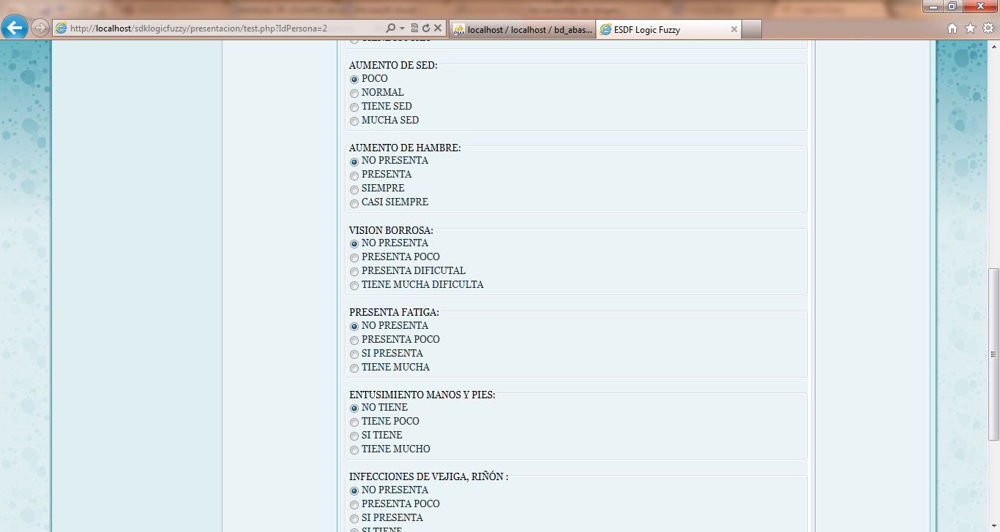 http://localhost/sdklogicfuzzy/presentacion/test.php?IdPersona=2
localhost / localhost / bd_abas...
ESDF Logic Fuzzy
AUMENTO DE SED:
POCO
NORMAL
TIENE SED
MUCHA SED
AUMENTO DE HAMBRE:
NO PRESENTA
PRESENTA
SIEMPRE
CASI SIEMPRE
VISION BORROSA:
NO PRESENTA
PRESENTA POCO
PRESENTA DIFICUTAL
TIENE MUCHA DIFICULTA
PRESENTA FATIGA:
NO PRESENTA
PRESENTA POCO
SI PRESENTA
TIENE MUCHA
ENTUSIMIENTO MANOS Y PIES:
NO TIENE
TIENE POCO
SI TIENE
TIENE MUCHO
INFECCIONES DE VEJIGA, RIÑÓN :
NO PRESENTA
PRESENTA POCO
SI PRESENTA
SI TIENE